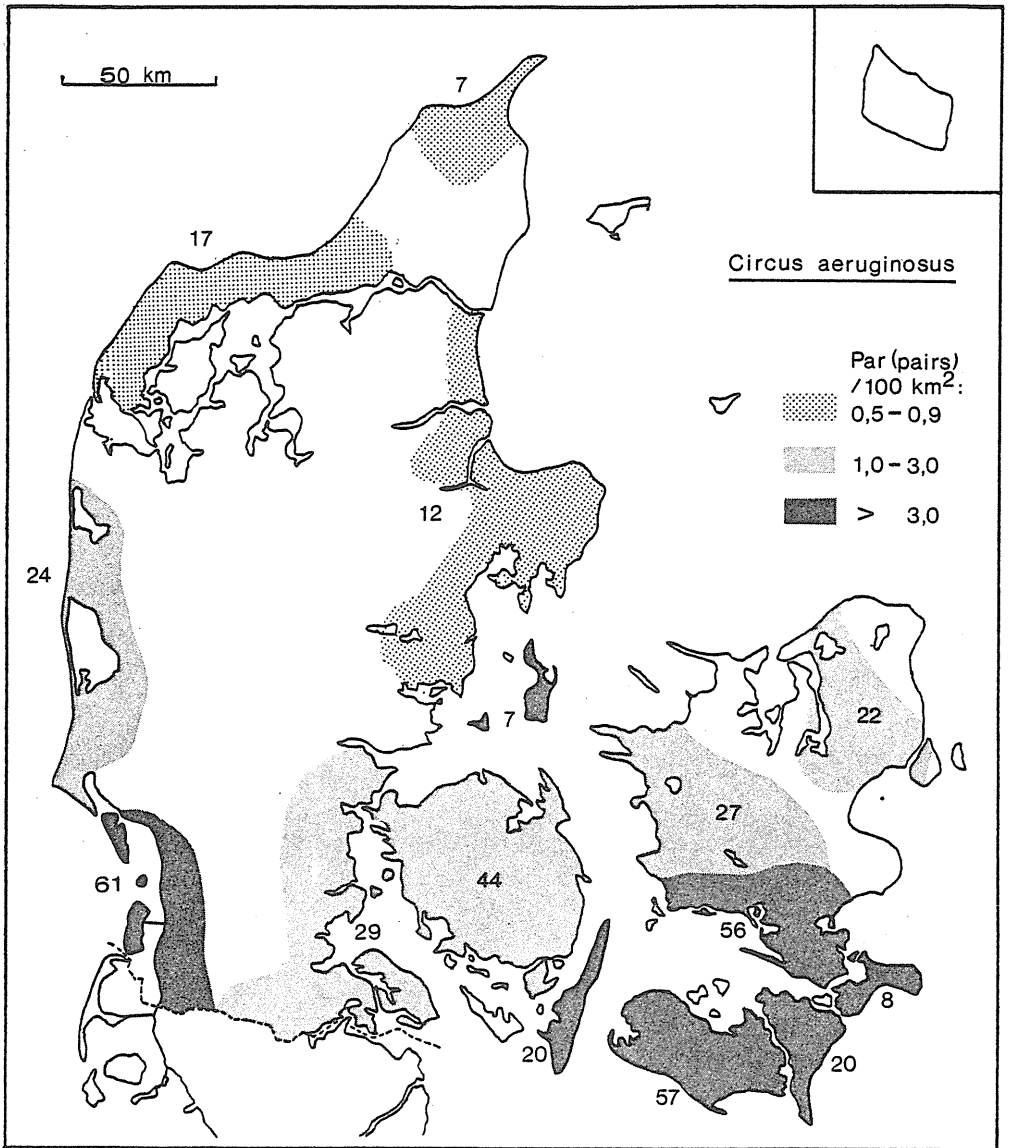 50 km
7
17
Circus aeruginosus
Par (pairs)
/100 km²:
0,5 – 0,9
1,0 – 3,0
> 3,0
12
24
7
22
27
61
44
29
56
8
20
20
57